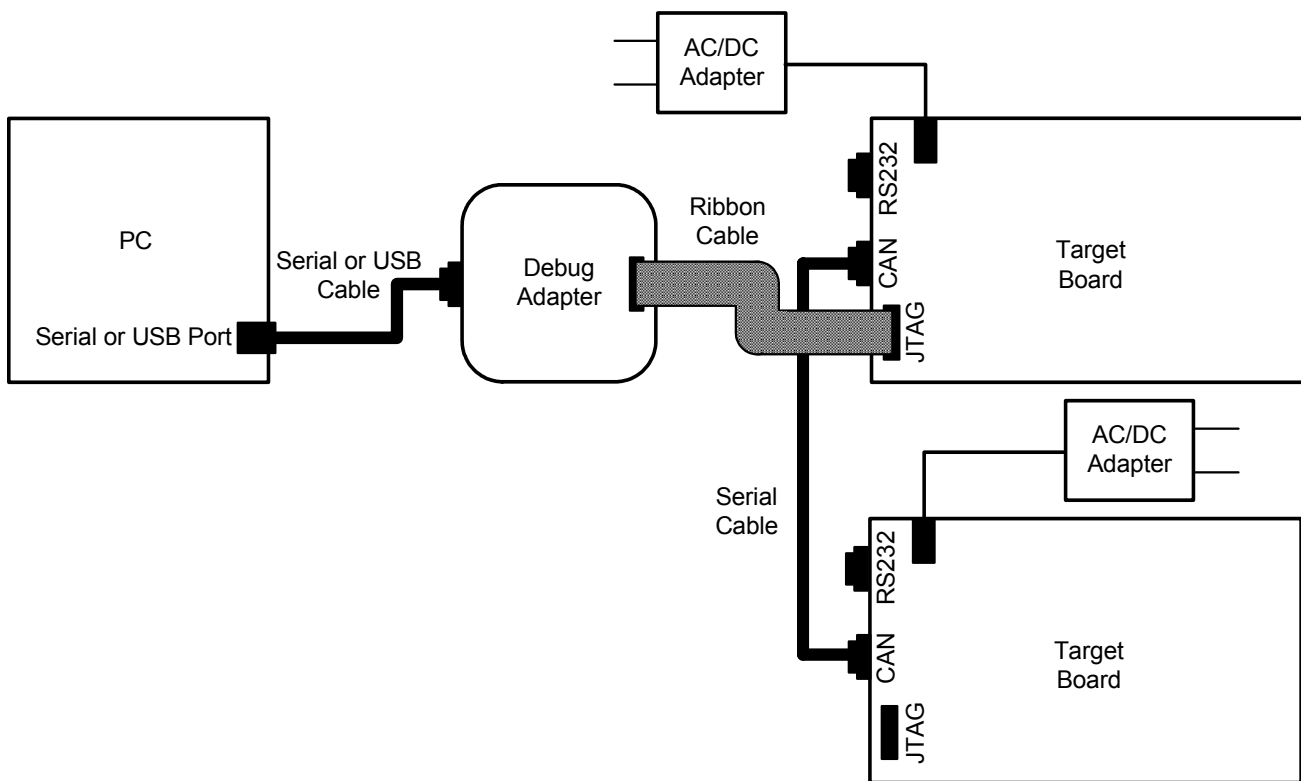 AC/DC
Adapter
PC
Serial or USB
Cable
Serial or USB Port
Debug
Adapter
Ribbon
Cable
RS232
CAN
JTAG
Target
Board
Serial
Cable
AC/DC
Adapter
RS232
CAN
JTAG
Target
Board